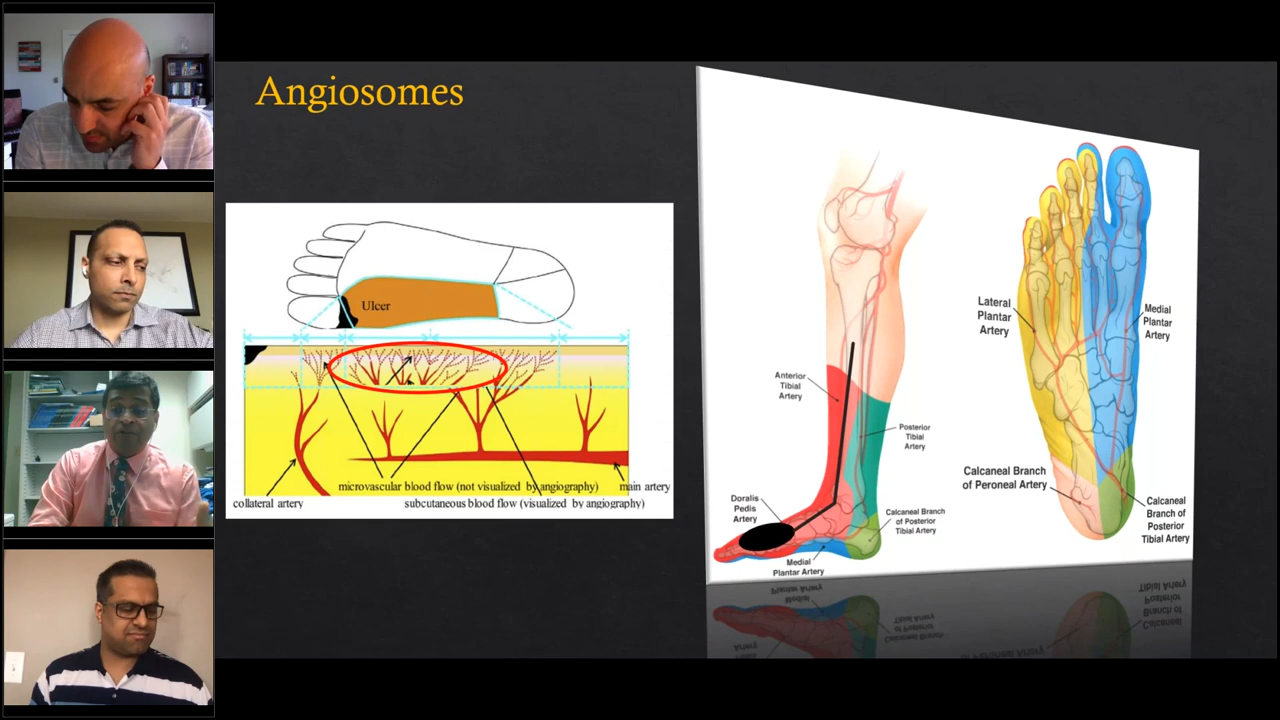 Angiosomes
Ulcer
microvascular blood flow (not visualized by angiography)
main artery
collateral artery
subcutaneous blood flow (visualized by angiography)
Anterior
Tibial
Artery
Posterior
Tibial
Artery
Doralis
Pedis
Artery
Calcaneal Branch
of Posterior
Tibial Artery
Medial
Plantar Artery
Lateral
Plantar
Artery
Medial
Plantar
Artery
Calcaneal Branch
of Peroneal Artery
Calcaneal
Branch of
Posterior
Tibial Artery